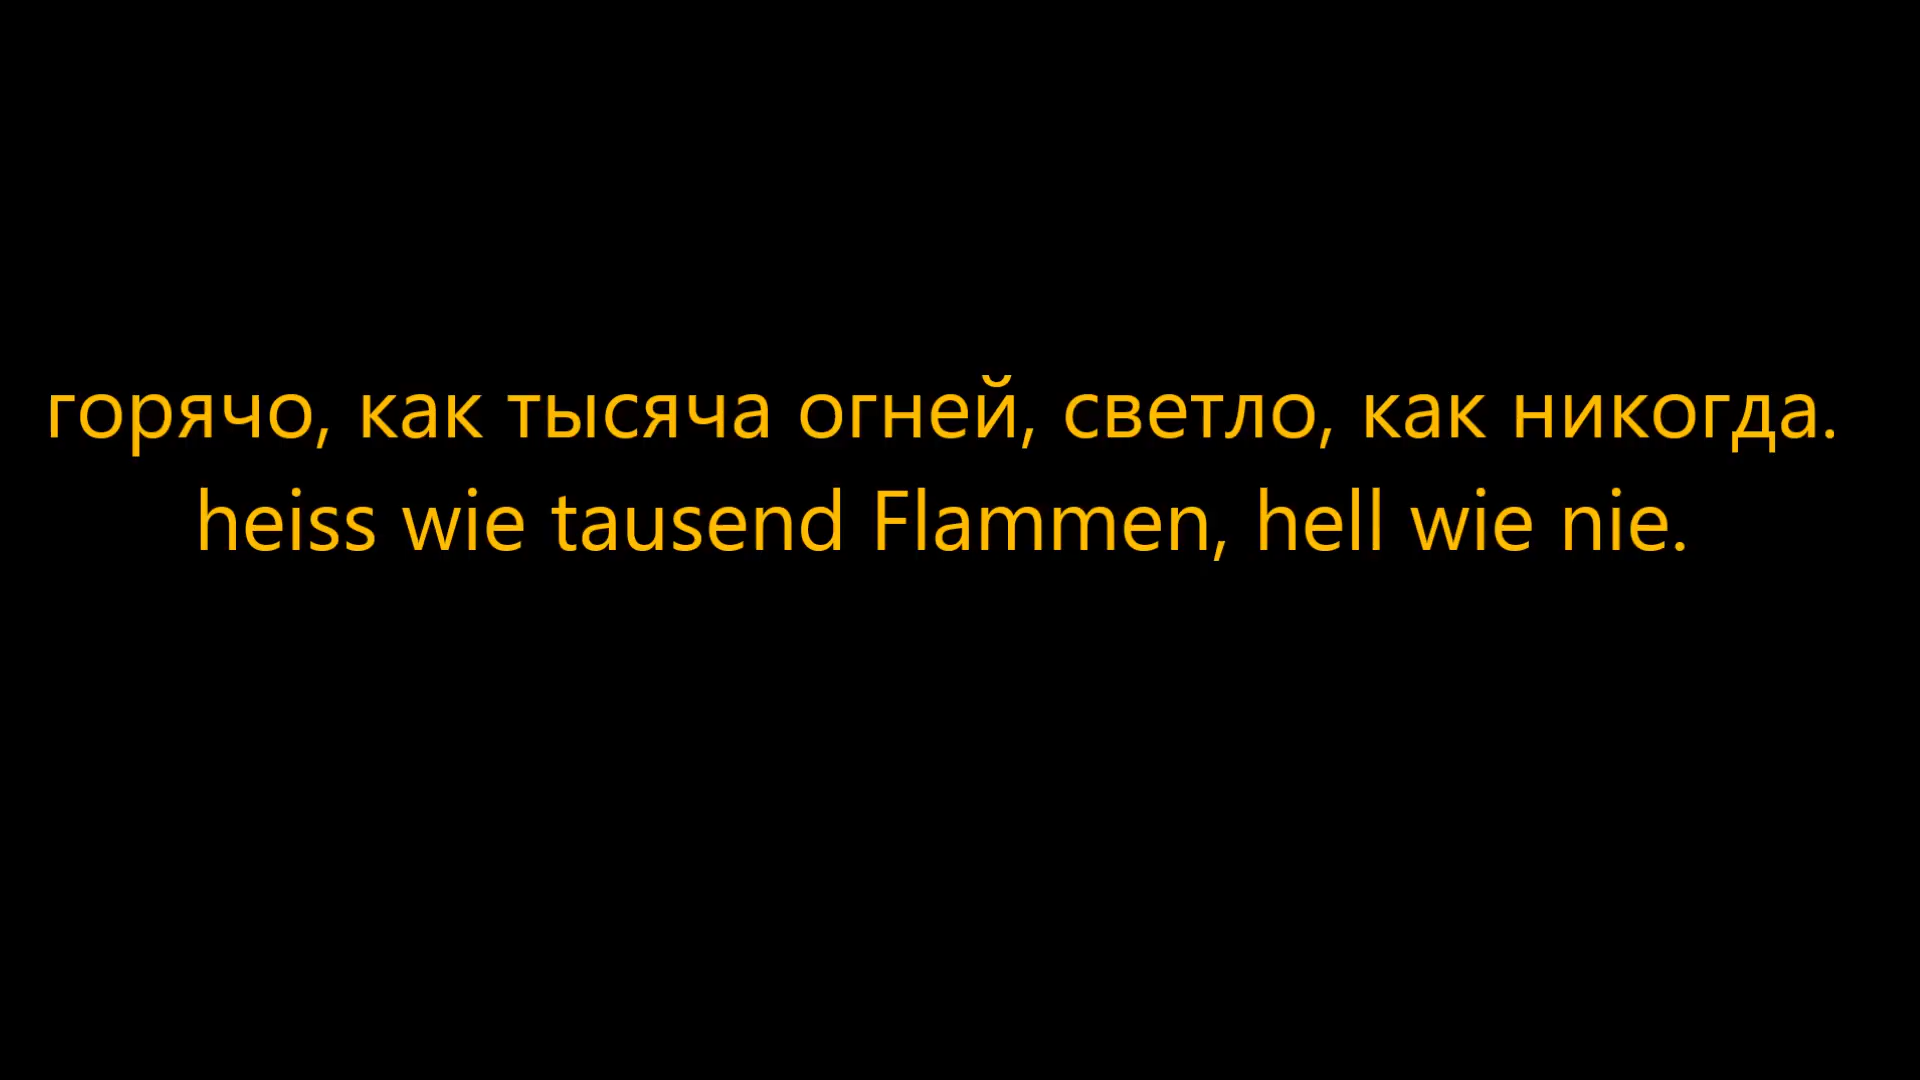 горячо, как тысяча огней, светло, как никогда.
heiss wie tausend Flammen, hell wie nie.